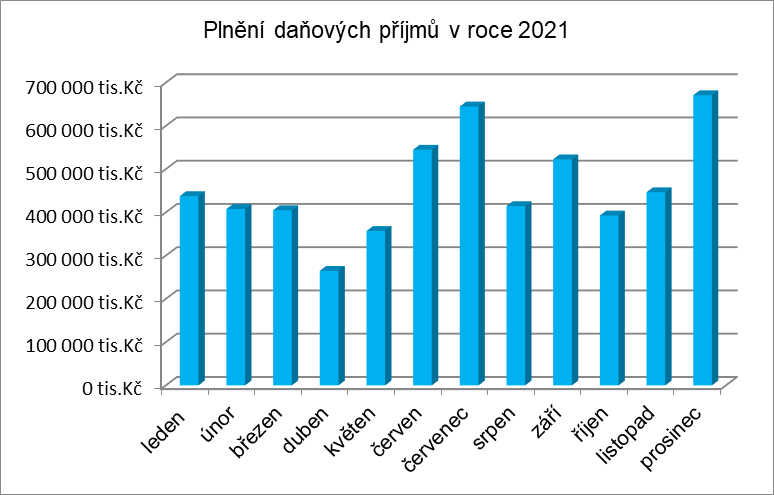 Plnění daňových příjmů v roce 2021
700 000 tis.Kč
600 000 tis.Kč
500 000 tis.Kč
400 000 tis.Kč
300 000 tis.Kč
200 000 tis.Kč
100 000 tis.Kč
0 tis.Kč
leden
únor
březen
duben
květen
červen
červenec
srpen
září
říjen
listopad
prosinec